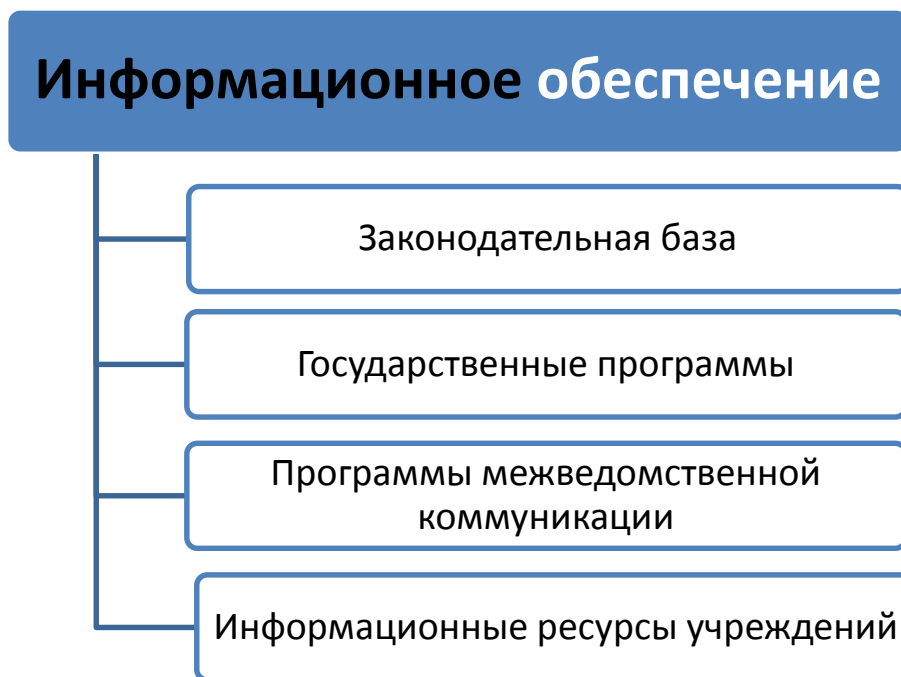 Информационное обеспечение
Законодательная база
Государственные программы
Программы межведомственной
коммуникации
Информационные ресурсы учреждений